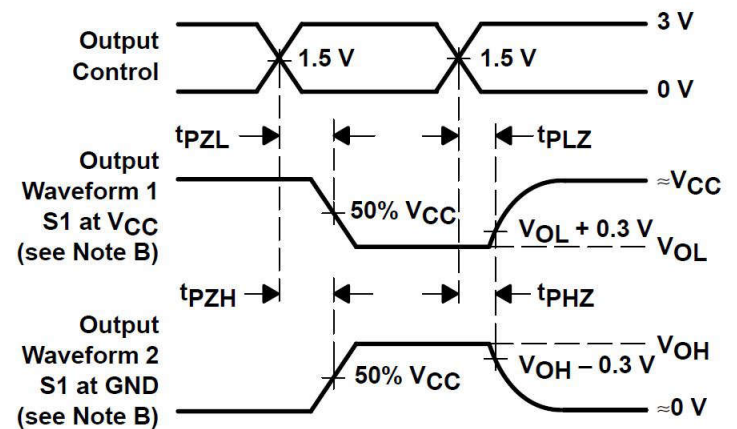 3 V
Output
Control
1.5 V
1.5 V
0 V
tPZL
tPLZ
Output
Waveform 1
S1 at VCC
(see Note B)
≈VCC
50% VCC
VOL + 0.3 V
VOL
tPZH
tPHZ
Output
Waveform 2
S1 at GND
(see Note B)
VOH
50% VCC
VOH – 0.3 V
≈0 V